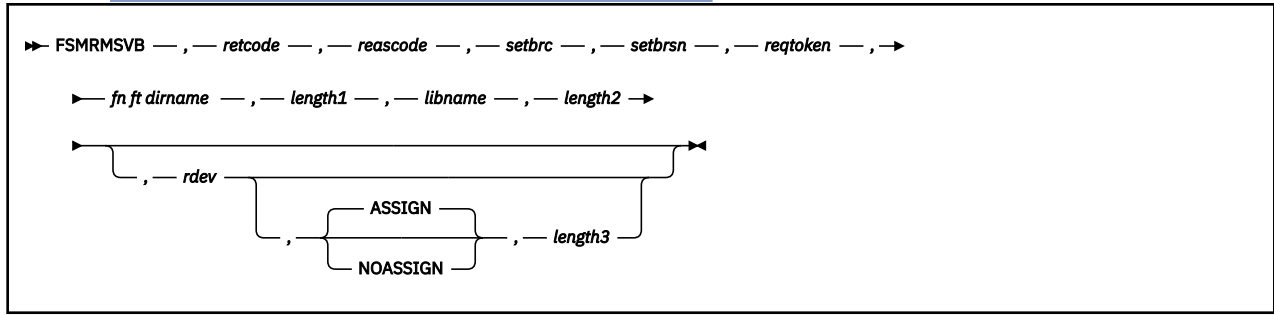 FSMRMSVB , retcode , reascode , setbrc , setbrsn , reqtoken ,
fn ft dirname , length1 , libname , length2
, rdev
ASSIGN
, , length3
NOASSIGN